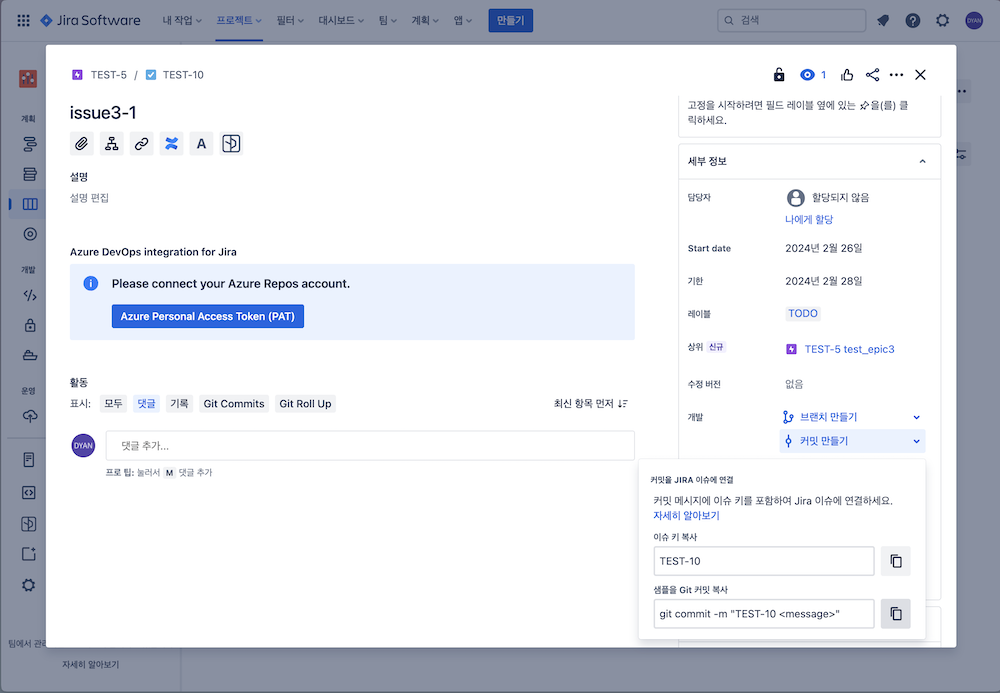 Jira Software 내 작업 프로젝트 필터 대시보드 팀 계획 앱 만들기 검색 DYAN
계획
개발
운영
팀에서 관리
자세히 알아보기
TEST-5 / TEST-10
1
issue3-1
A
설명
설명 편집
Azure DevOps integration for Jira
Please connect your Azure Repos account.
Azure Personal Access Token (PAT)
활동
표시: 모두 댓글 기록 Git Commits Git Roll Up
최신 항목 먼저
DYAN
댓글 추가...
프로 팁: 눌러서 M 댓글 추가
고정을 시작하려면 필드 레이블 옆에 있는 을(를) 클
릭하세요.
세부 정보
담당자 할당되지 않음
나에게 할당
Start date 2024년 2월 26일
기한 2024년 2월 28일
레이블 TODO
상위 신규 TEST-5 test_epic3
수정 버전 없음
개발 브랜치 만들기
커밋 만들기
커밋을 JIRA 이슈에 연결
커밋 메시지에 이슈 키를 포함하여 Jira 이슈에 연결하세요.
자세히 알아보기
이슈 키 복사
TEST-10
샘플을 Git 커밋 복사
git commit -m "TEST-10 <message>"